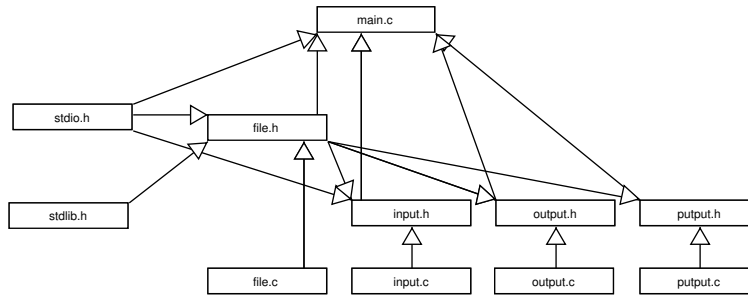 main.c
stdio.h
file.h
stdlib.h
input.h
output.h
putput.h
file.c
input.c
output.c
putput.c